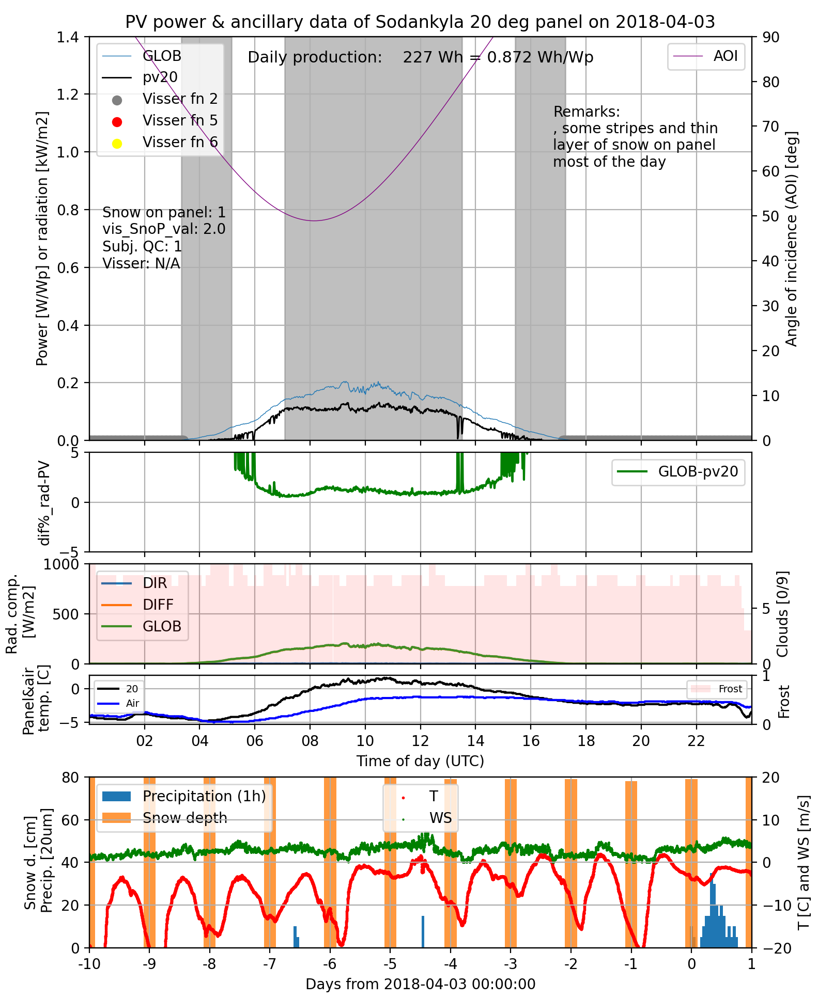 PV power & ancillary data of Sodankyla 20 deg panel on 2018-04-03
Daily production: 227 Wh = 0.872 Wh/Wp
GLOB
pv20
Visser fn 2
Visser fn 5
Visser fn 6
AOI
Remarks:
, some stripes and thin
layer of snow on panel
most of the day
Snow on panel: 1
vis_SnoP_val: 2.0
Subj. QC: 1
Visser: N/A
Power [W/Wp] or radiation [kW/m2]
1.4
1.2
1.0
0.8
0.6
0.4
0.2
0.0
Angle of incidence (AOI) [deg]
90
80
70
60
50
40
30
20
10
0
dif%_rad-PV
5
0
−5
GLOB-pv20
Rad. comp.
[W/m2]
1000
500
0
DIR
DIFF
GLOB
Clouds [0/9]
5
0
Panel&air
temp. [C]
0
−5
20
Air
Frost
Frost
1
0
02 04 06 08 10 12 14 16 18 20 22
Time of day (UTC)
Snow d. [cm]
Precip. [20um]
80
60
40
20
0
Precipitation (1h)
Snow depth
T
WS
T [C] and WS [m/s]
20
10
0
−10
−20
-10 -9 -8 -7 -6 -5 -4 -3 -2 -1 0 1
Days from 2018-04-03 00:00:00